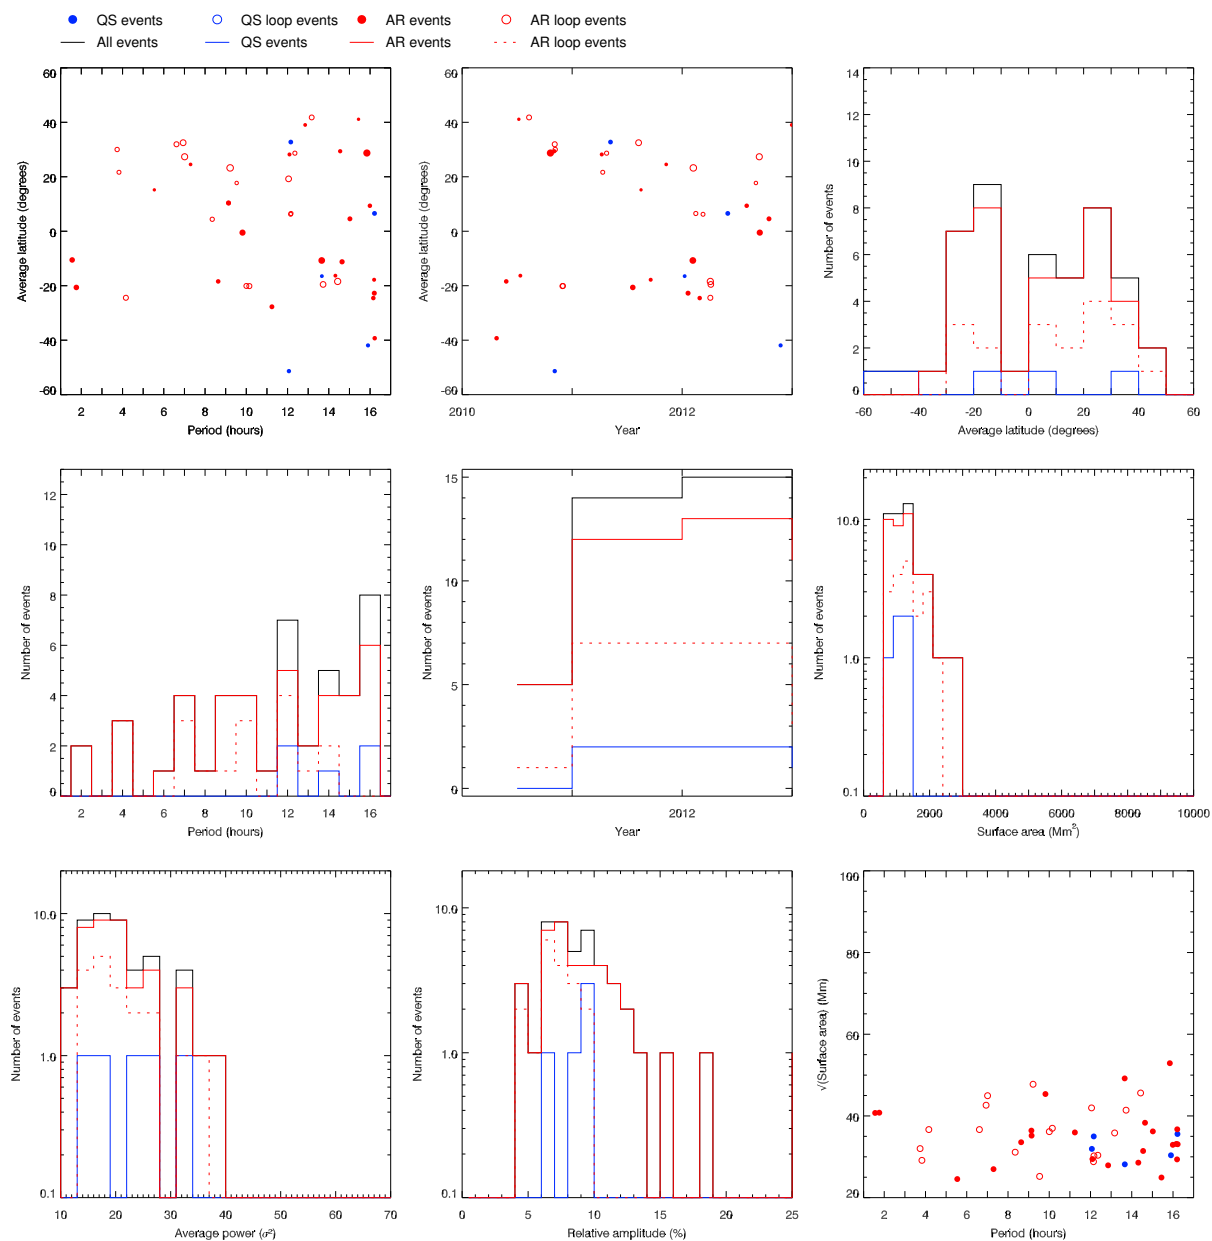 QS events QS loop events AR events AR loop events
All events QS events AR events AR loop events
60 40 20 0 -20 -40 -60
Average latitude (degrees)
2 4 6 8 10 12 14 16
Period (hours)
60 40 20 0 -20 -40 -60
Average latitude (degrees)
2010 2012
Year
14 12 10 8 6 4 2 0
Number of events
-60 -40 -20 0 20 40 60
Average latitude (degrees)
12 10 8 6 4 2 0
Number of events
2 4 6 8 10 12 14 16
Period (hours)
15 10 5 0
Number of events
2012
Year
10.0 1.0 0.1
Number of events
0 2000 4000 6000 8000 10000
Surface area (Mm²)
10.0 1.0 0.1
Number of events
10 20 30 40 50 60 70
Average power (σ²)
10.0 1.0 0.1
Number of events
0 5 10 15 20 25
Relative amplitude (%)
100 80 60 40 20
√(Surface area) (Mm)
2 4 6 8 10 12 14 16
Period (hours)